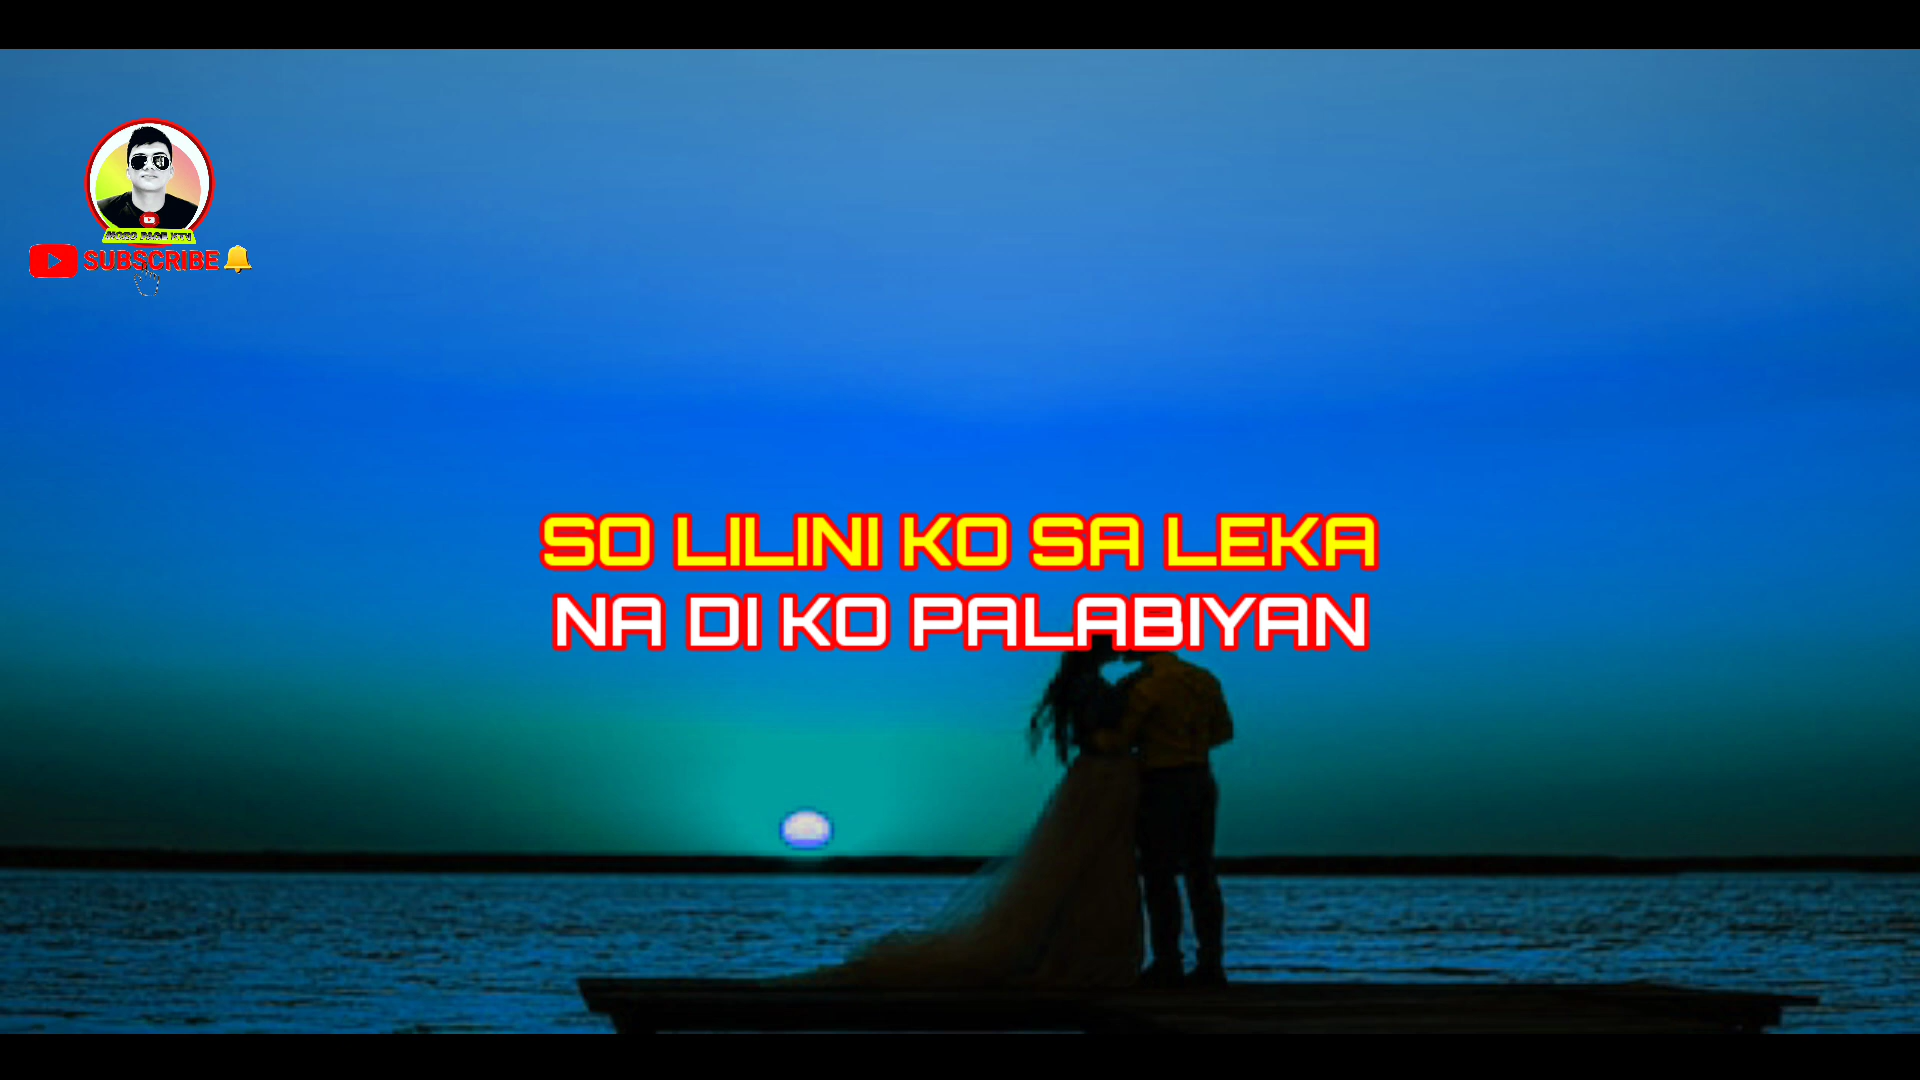 SUBSCRIBE
SO LILINI KO SA LEKA
NA DI KO PALABIYAN